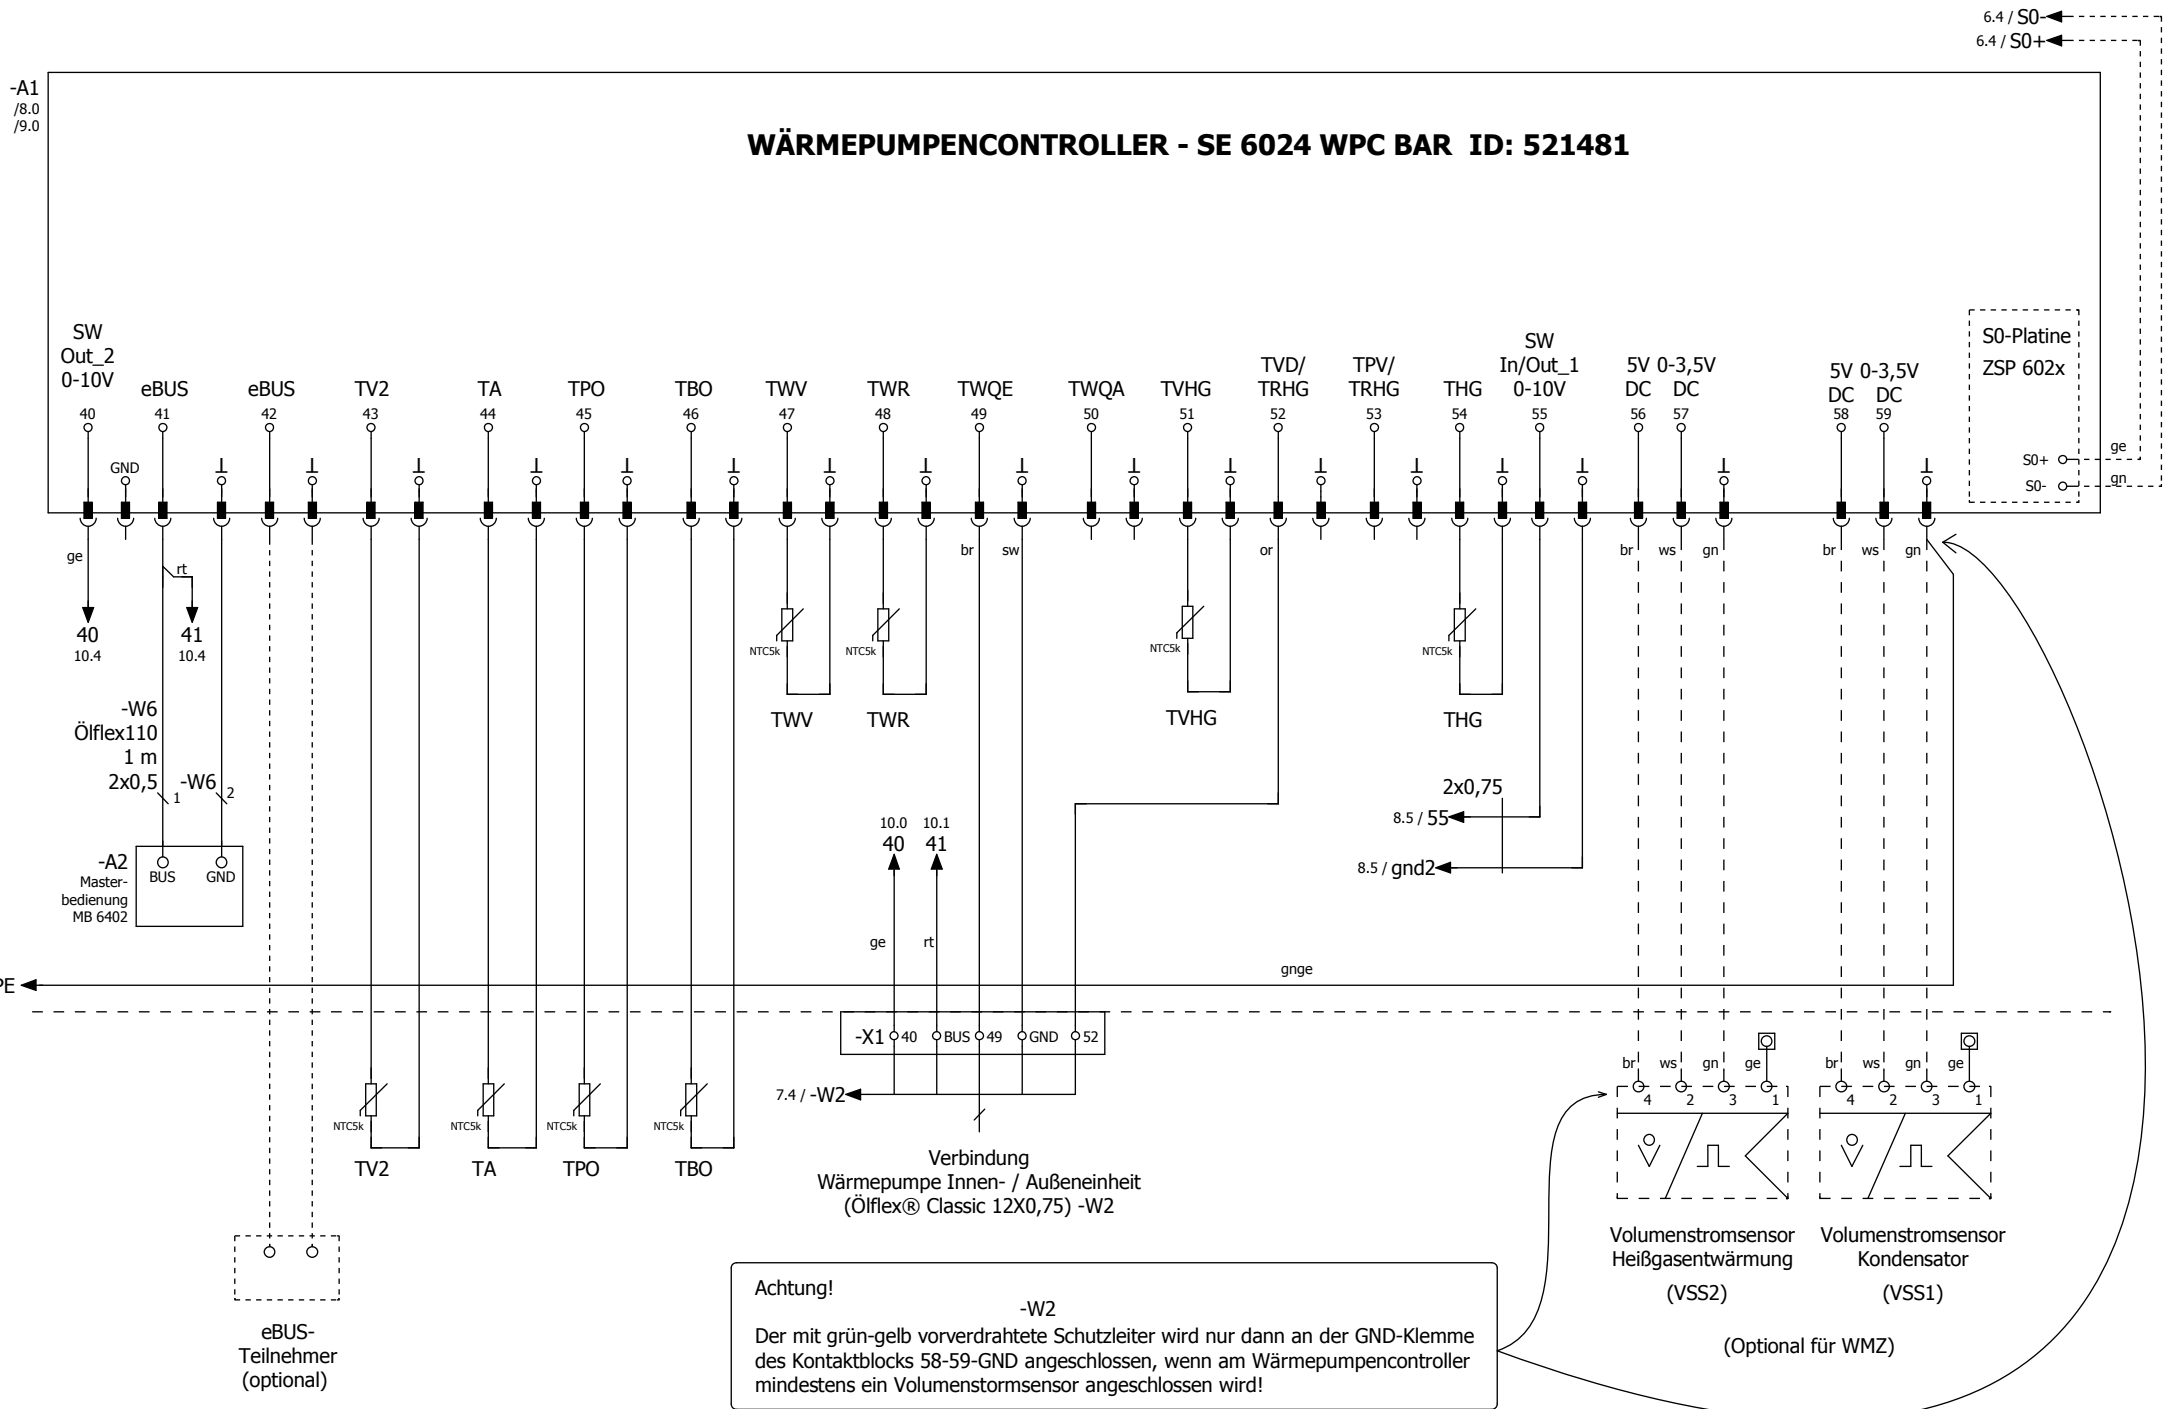 6.4 / S0-
6.4 / S0+
-A1
/8.0
/9.0
WÄRMEPUMPENCONTROLLER - SE 6024 WPC BAR  ID: 521481
SW
Out_2
0-10V
40
eBUS
41
eBUS
42
TV2
43
TA
44
TPO
45
TBO
46
TWV
47
TWR
48
TWQE
49
TWQA
50
TVHG
51
TVD/
TRHG
52
TPV/
TRHG
53
THG
54
SW
In/Out_1
0-10V
55
5V 0-3,5V
DC DC
56 57
5V 0-3,5V
DC DC
58 59
S0-Platine
ZSP 602x
S0+
S0-
ge
gn
GND
ge
rt
br
sw
or
br
ws
gn
br
ws
gn
40
10.4
41
10.4
NTC5k
NTC5k
NTC5k
NTC5k
TWV
TWR
TVHG
THG
-W6
Ölflex110
1 m
2x0,5
1
-W6
2
2x0,75
8.5 / 55
8.5 / gnd2
10.0
40
10.1
41
-A2
Master-
bedienung
MB 6402
BUS
GND
ge
rt
PE
gnge
-X1 40 BUS 49 GND 52
7.4 / -W2
br
ws
gn
ge
4 2 3 1
br
ws
gn
ge
4 2 3 1
NTC5k
NTC5k
NTC5k
NTC5k
TV2
TA
TPO
TBO
Verbindung
Wärmepumpe Innen- / Außeneinheit
(Ölflex® Classic 12X0,75) -W2
Volumenstromsensor
Heißgasentwärmung
(VSS2)
Volumenstromsensor
Kondensator
(VSS1)
(Optional für WMZ)
eBUS-
Teilnehmer
(optional)
Achtung!
-W2
Der mit grün-gelb vorverdrahtete Schutzleiter wird nur dann an der GND-Klemme
des Kontaktblocks 58-59-GND angeschlossen, wenn am Wärmepumpencontroller
mindestens ein Volumenstormsensor angeschlossen wird!